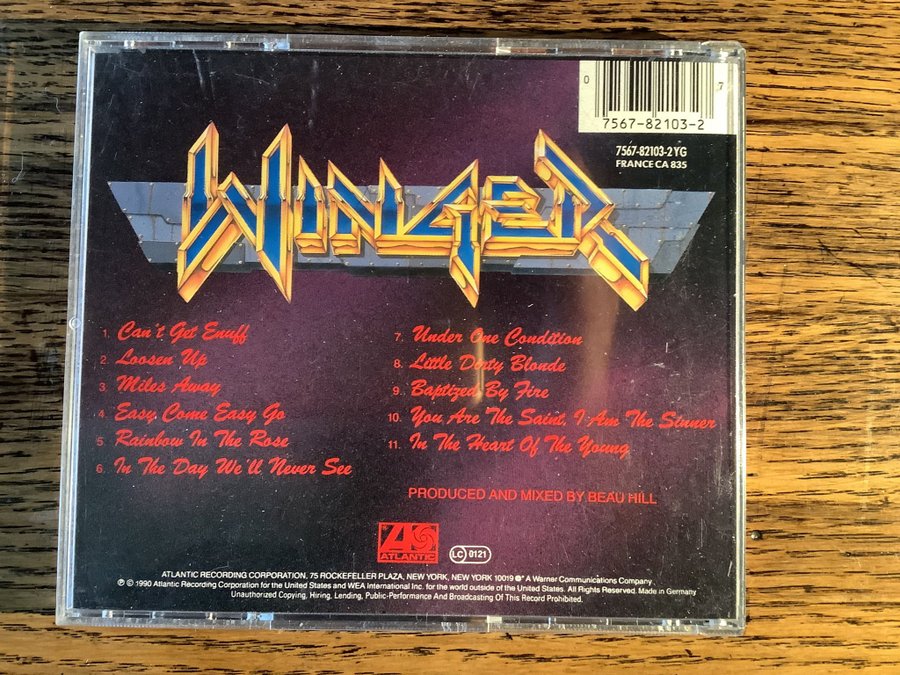 0 7
7567-82103-2
7567-82103-2 YG
FRANCE CA 835
WINGER
1. Can't Get Enuff
2. Loosen Up
3. Miles Away
4. Easy Come Easy Go
5. Rainbow In The Rose
6. In The Day We'll Never See
7. Under One Condition
8. Little Dirty Blonde
9. Baptized By Fire
10. You Are The Saint, I Am The Sinner
11. In The Heart Of The Young
PRODUCED AND MIXED BY BEAU HILL
ATLANTIC
LC 0121
ATLANTIC RECORDING CORPORATION, 75 ROCKEFELLER PLAZA, NEW YORK, NEW YORK 10019 A Warner Communications Company.
℗ © 1990 Atlantic Recording Corporation for the United States and WEA International Inc. for the world outside of the United States. All Rights Reserved. Made in Germany
Unauthorized Copying, Hiring, Lending, Public-Performance And Broadcasting Of This Record Prohibited.